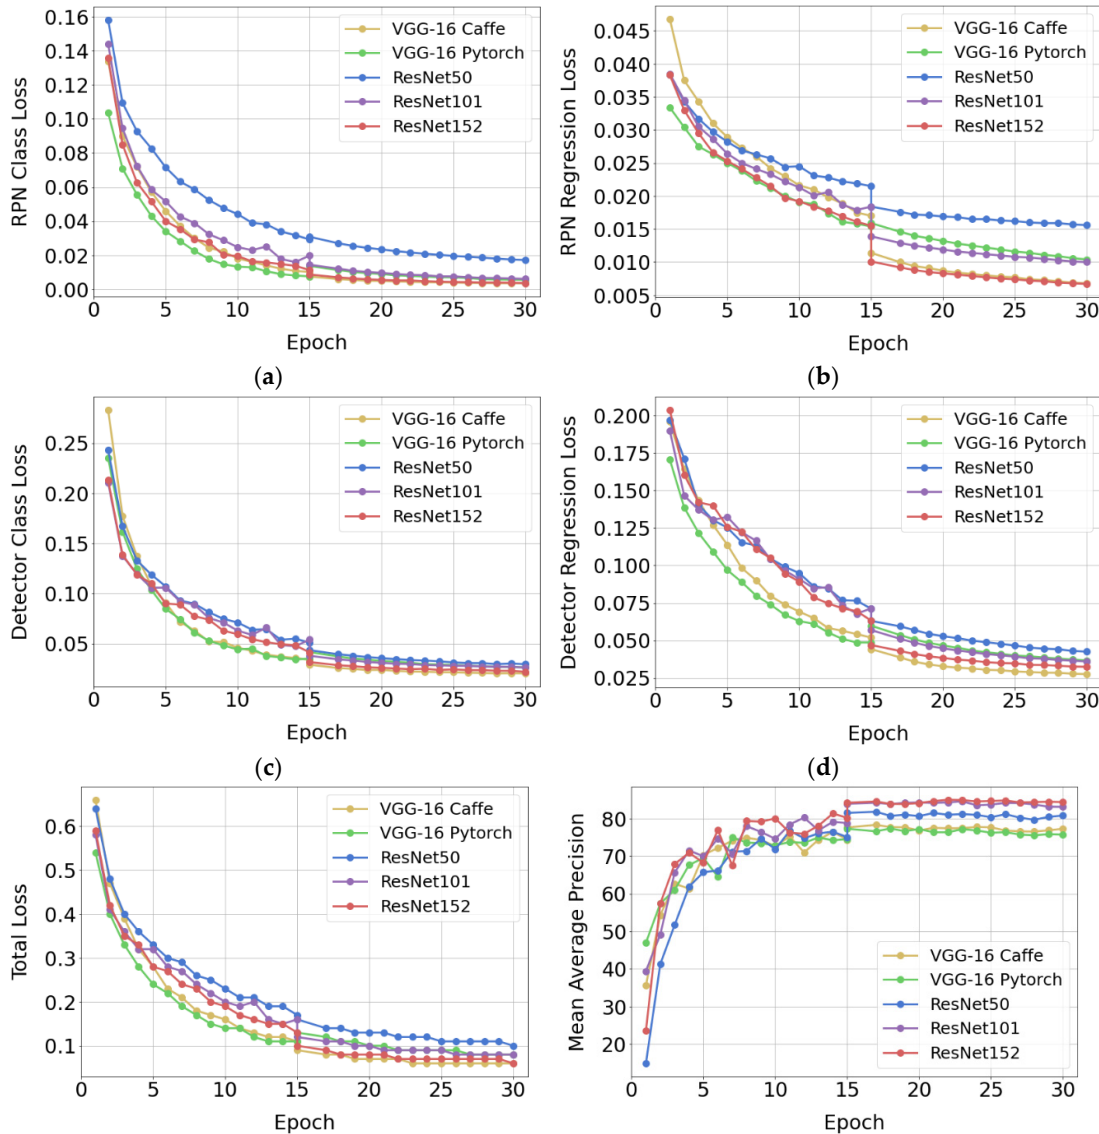 RPN Class Loss
0.16
0.14
0.12
0.10
0.08
0.06
0.04
0.02
0.00
0 5 10 15 20 25 30
Epoch
VGG-16 Caffe
VGG-16 Pytorch
ResNet50
ResNet101
ResNet152
(a)
RPN Regression Loss
0.045
0.040
0.035
0.030
0.025
0.020
0.015
0.010
0.005
0 5 10 15 20 25 30
Epoch
VGG-16 Caffe
VGG-16 Pytorch
ResNet50
ResNet101
ResNet152
(b)
Detector Class Loss
0.25
0.20
0.15
0.10
0.05
0 5 10 15 20 25 30
Epoch
VGG-16 Caffe
VGG-16 Pytorch
ResNet50
ResNet101
ResNet152
(c)
Detector Regression Loss
0.200
0.175
0.150
0.125
0.100
0.075
0.050
0.025
0 5 10 15 20 25 30
Epoch
VGG-16 Caffe
VGG-16 Pytorch
ResNet50
ResNet101
ResNet152
(d)
Total Loss
0.6
0.5
0.4
0.3
0.2
0.1
0 5 10 15 20 25 30
Epoch
VGG-16 Caffe
VGG-16 Pytorch
ResNet50
ResNet101
ResNet152
Mean Average Precision
80
70
60
50
40
30
20
0 5 10 15 20 25 30
Epoch
VGG-16 Caffe
VGG-16 Pytorch
ResNet50
ResNet101
ResNet152